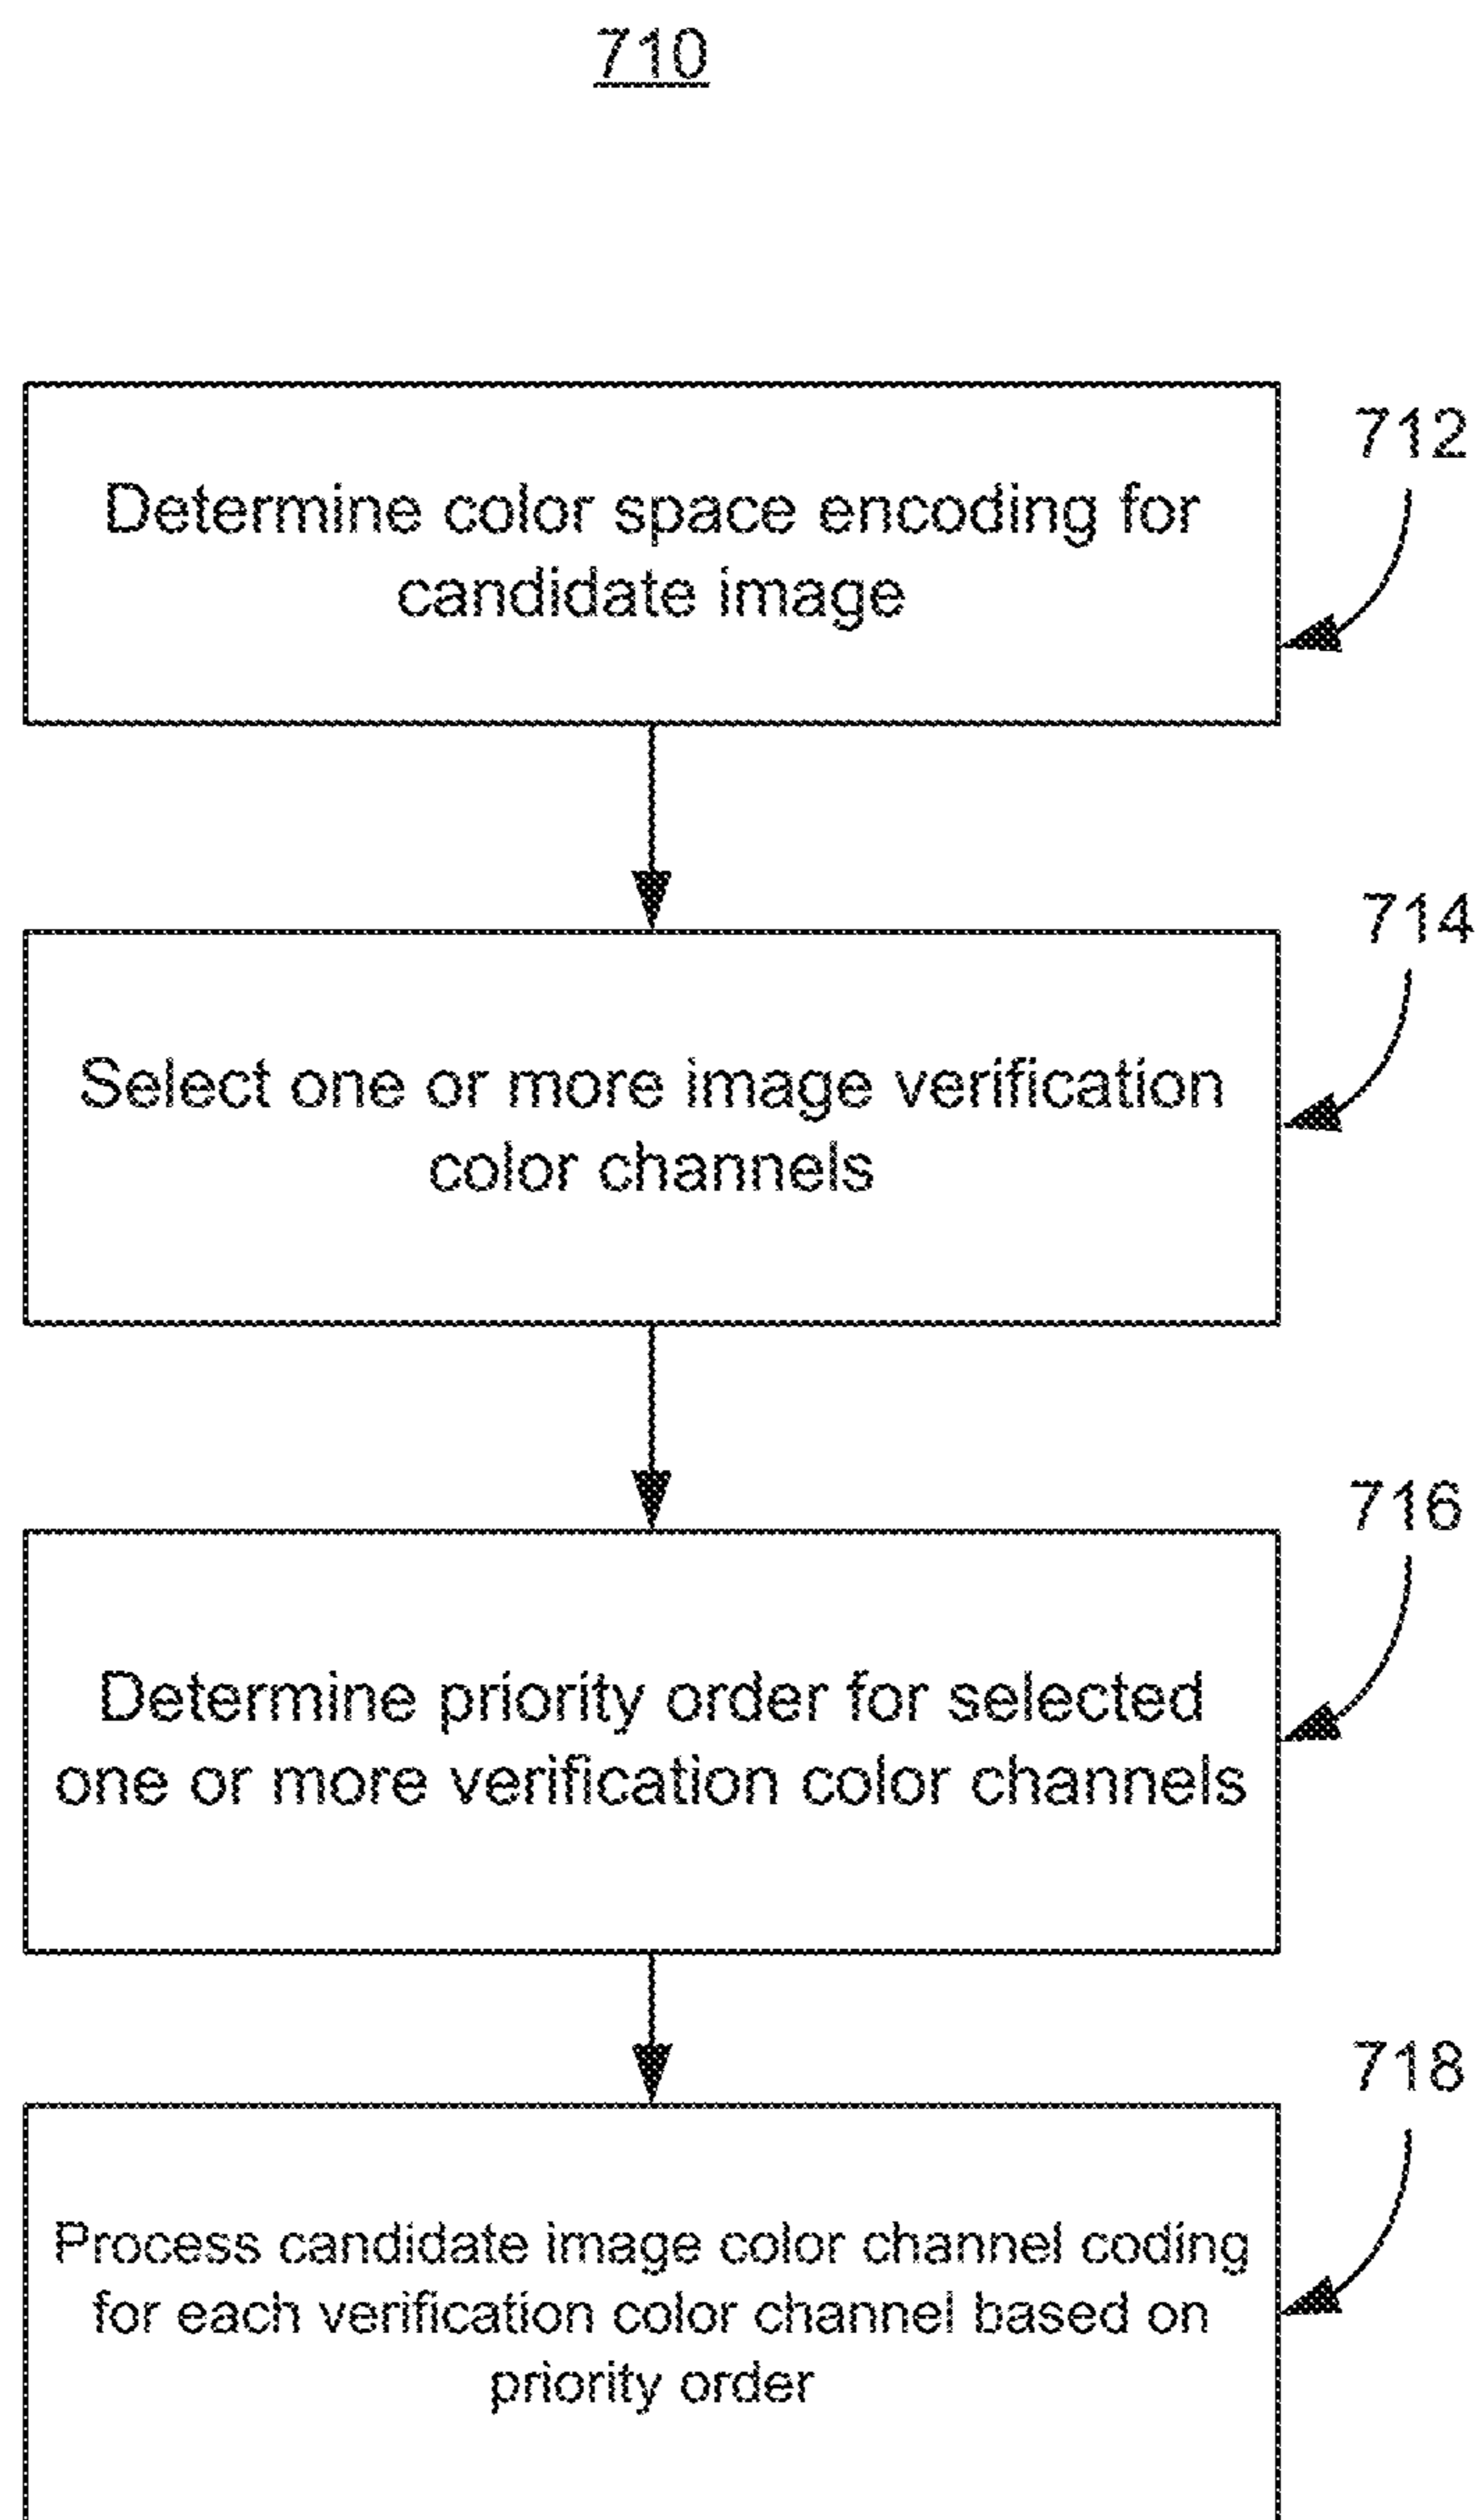 710
712
Determine color space encoding for
candidate image
714
Select one or more image verification
color channels
716
Determine priority order for selected
one or more verification color channels
718
Process candidate image color channel coding
for each verification color channel based on
priority order